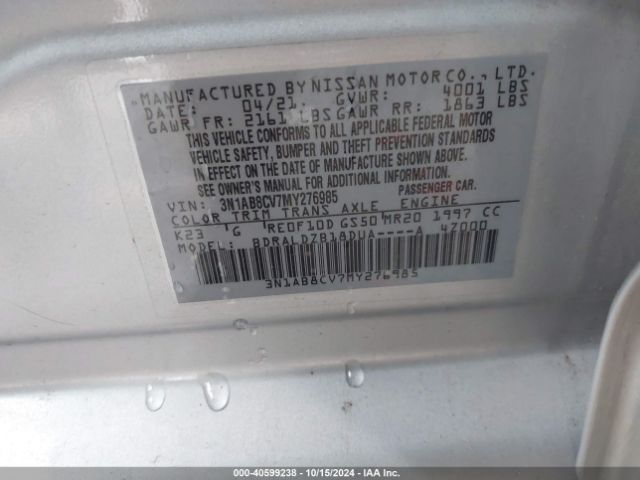 MANUFACTURED BY NISSAN MOTOR CO., LTD.
DATE: 04/21 GVWR: 4001 LBS
GAWR FR: 2161 LBS GAWR RR: 1863 LBS
THIS VEHICLE CONFORMS TO ALL APPLICABLE FEDERAL MOTOR
VEHICLE SAFETY, BUMPER AND THEFT PREVENTION STANDARDS
IN EFFECT ON THE DATE OF MANUFACTURE SHOWN ABOVE.
SEE OWNER'S MANUAL FOR ADDITIONAL INFORMATION.
VIN: 3N1AB8CV7MY276985 PASSENGER CAR.
COLOR TRIM TRANS AXLE ENGINE
K23 G RE0F10D GS50 MR20 1997 CC
MODEL: BDRALDZB18DUA----A 4Z000
3N1AB8CV7MY276985
000-40599238 - 10/15/2024 - IAA Inc.